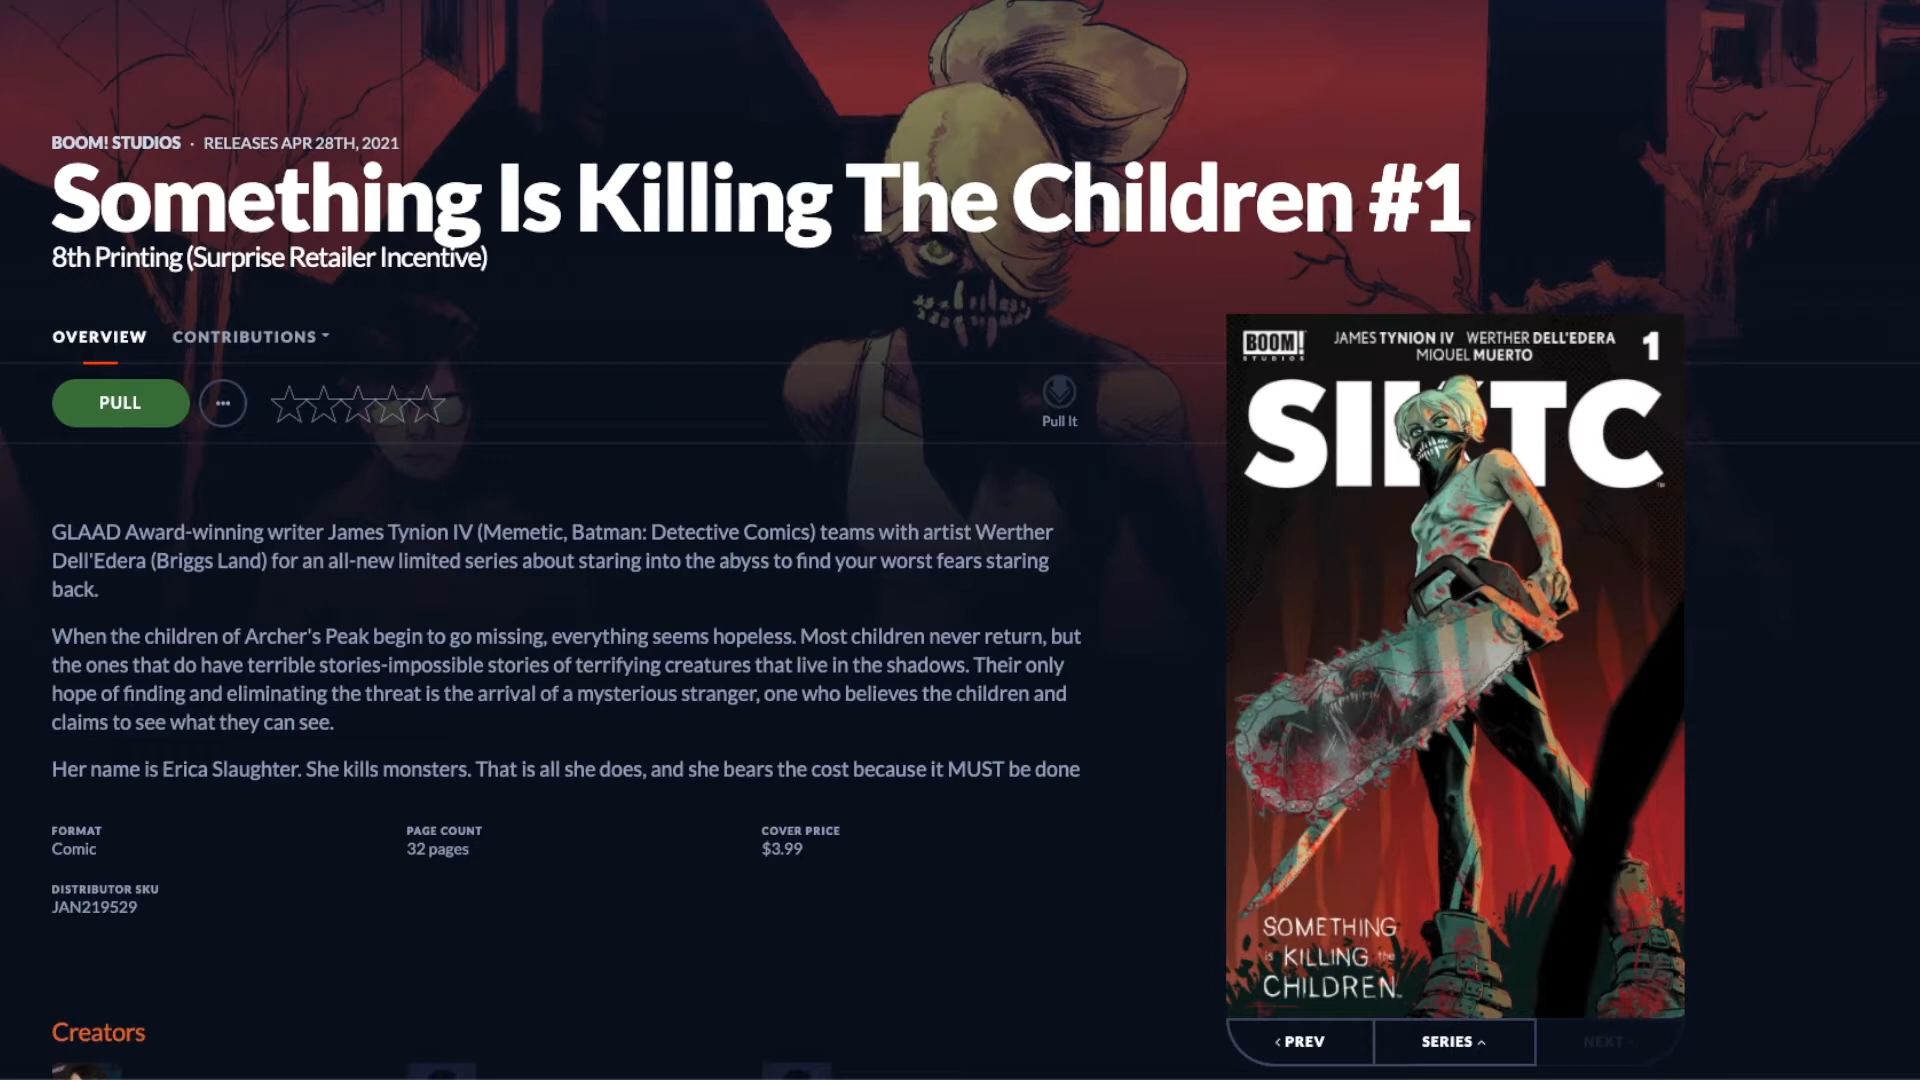 BOOM! STUDIOS · RELEASES APR 28TH, 2021
Something Is Killing The Children #1
8th Printing (Surprise Retailer Incentive)
OVERVIEW CONTRIBUTIONS
PULL
Pull It
GLAAD Award-winning writer James Tynion IV (Memetic, Batman: Detective Comics) teams with artist Werther
Dell'Edera (Briggs Land) for an all-new limited series about staring into the abyss to find your worst fears staring
back.
When the children of Archer's Peak begin to go missing, everything seems hopeless. Most children never return, but
the ones that do have terrible stories-impossible stories of terrifying creatures that live in the shadows. Their only
hope of finding and eliminating the threat is the arrival of a mysterious stranger, one who believes the children and
claims to see what they can see.
Her name is Erica Slaughter. She kills monsters. That is all she does, and she bears the cost because it MUST be done
FORMAT PAGE COUNT COVER PRICE
Comic 32 pages $3.99
DISTRIBUTOR SKU
JAN219529
Creators
BOOM! STUDIOS
JAMES TYNION IV WERTHER DELL'EDERA
MIQUEL MUERTO
1
SIKTC
SOMETHING
is KILLING the
CHILDREN
‹ PREV SERIES NEXT